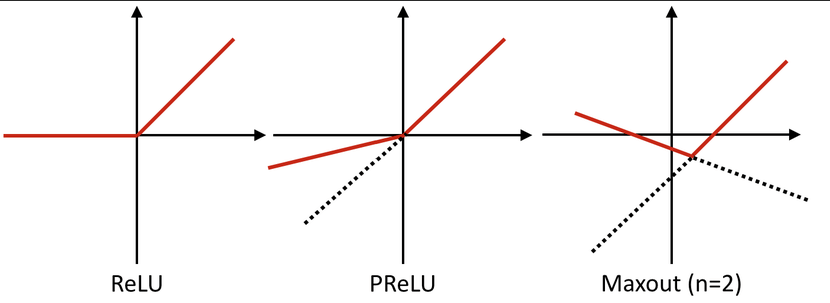 ReLU
PReLU
Maxout (n=2)